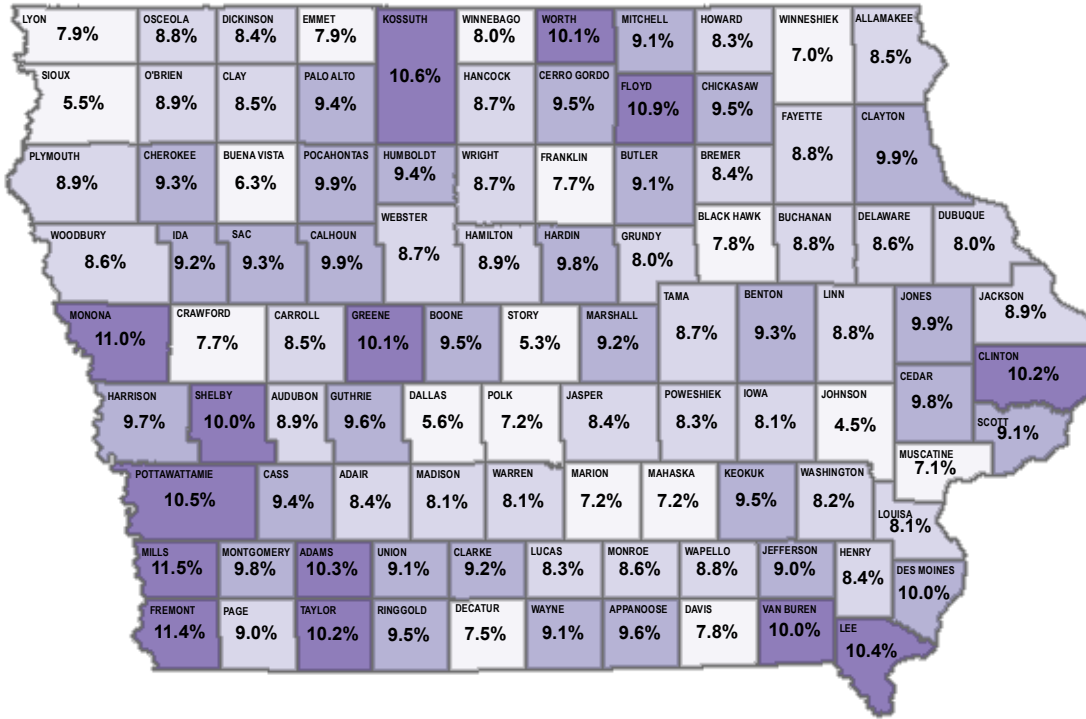 LYON
7.9%
OSCEOLA
8.8%
DICKINSON
8.4%
EMMET
7.9%
KOSSUTH
10.6%
WINNEBAGO
8.0%
WORTH
10.1%
MITCHELL
9.1%
HOWARD
8.3%
WINNESHIEK
7.0%
ALLAMAKEE
8.5%
SIOUX
5.5%
O'BRIEN
8.9%
CLAY
8.5%
PALO ALTO
9.4%
HANCOCK
8.7%
CERRO GORDO
9.5%
FLOYD
10.9%
CHICKASAW
9.5%
FAYETTE
8.8%
CLAYTON
9.9%
PLYMOUTH
8.9%
CHEROKEE
9.3%
BUENA VISTA
6.3%
POCAHONTAS
9.9%
HUMBOLDT
9.4%
WRIGHT
8.7%
FRANKLIN
7.7%
BUTLER
9.1%
BREMER
8.4%
WOODBURY
8.6%
IDA
9.2%
SAC
9.3%
CALHOUN
9.9%
WEBSTER
8.7%
HAMILTON
8.9%
HARDIN
9.8%
GRUNDY
8.0%
BLACK HAWK
7.8%
BUCHANAN
8.8%
DELAWARE
8.6%
DUBUQUE
8.0%
MONONA
11.0%
CRAWFORD
7.7%
CARROLL
8.5%
GREENE
10.1%
BOONE
9.5%
STORY
5.3%
MARSHALL
9.2%
TAMA
8.7%
BENTON
9.3%
LINN
8.8%
JONES
9.9%
JACKSON
8.9%
CLINTON
10.2%
HARRISON
9.7%
SHELBY
10.0%
AUDUBON
8.9%
GUTHRIE
9.6%
DALLAS
5.6%
POLK
7.2%
JASPER
8.4%
POWESHIEK
8.3%
IOWA
8.1%
JOHNSON
4.5%
CEDAR
9.8%
SCOTT
9.1%
MUSCATINE
7.1%
POTTAWATTAMIE
10.5%
CASS
9.4%
ADAIR
8.4%
MADISON
8.1%
WARREN
8.1%
MARION
7.2%
MAHASKA
7.2%
KEOKUK
9.5%
WASHINGTON
8.2%
LOUISA
8.1%
MILLS
11.5%
MONTGOMERY
9.8%
ADAMS
10.3%
UNION
9.1%
CLARKE
9.2%
LUCAS
8.3%
MONROE
8.6%
WAPELLO
8.8%
JEFFERSON
9.0%
HENRY
8.4%
DES MOINES
10.0%
FREMONT
11.4%
PAGE
9.0%
TAYLOR
10.2%
RINGGOLD
9.5%
DECATUR
7.5%
WAYNE
9.1%
APPANOOSE
9.6%
DAVIS
7.8%
VAN BUREN
10.0%
LEE
10.4%